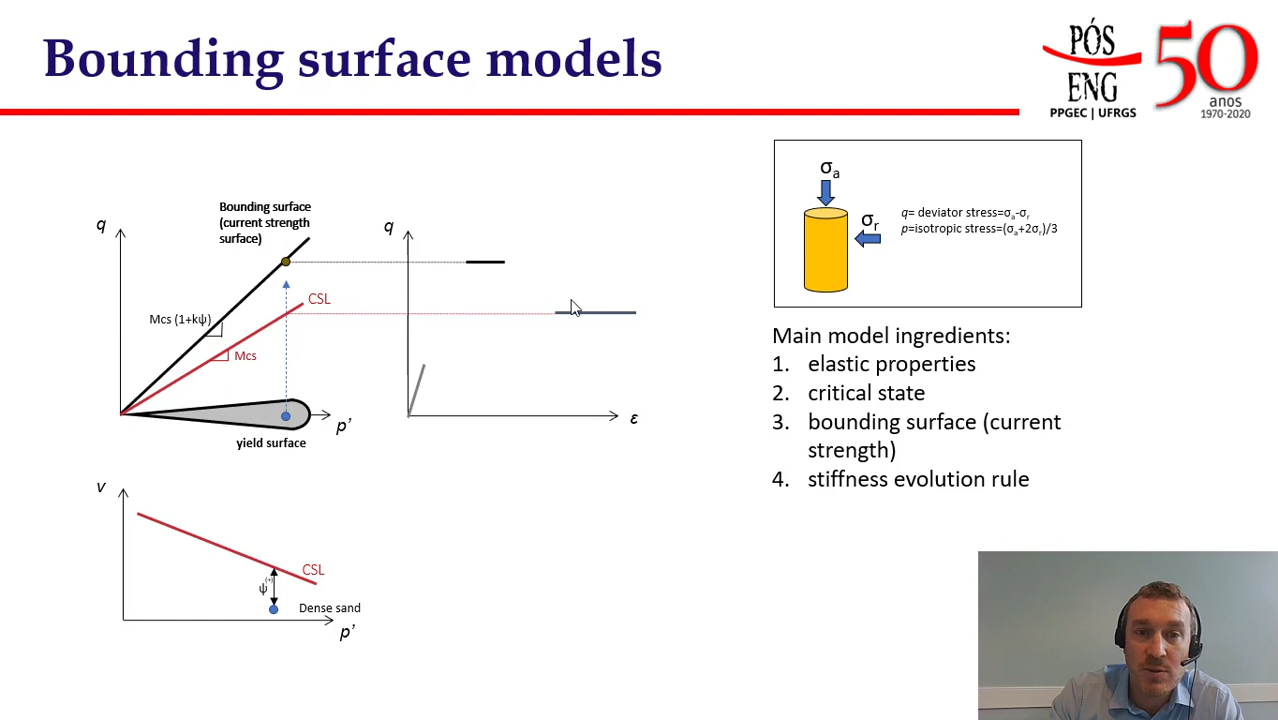 Bounding surface models
PÓS
ENG
PPGEC | UFRGS
50
anos
1970-2020
q
Bounding surface
(current strength
surface)
CSL
Mcs (1+kψ)
Mcs
p'
yield surface
q
ε
v
CSL
ψ(+)
Dense sand
p'
σa
σr
q= deviator stress=σa-σr
p=isotropic stress=(σa+2σr)/3
Main model ingredients:
1. elastic properties
2. critical state
3. bounding surface (current
strength)
4. stiffness evolution rule